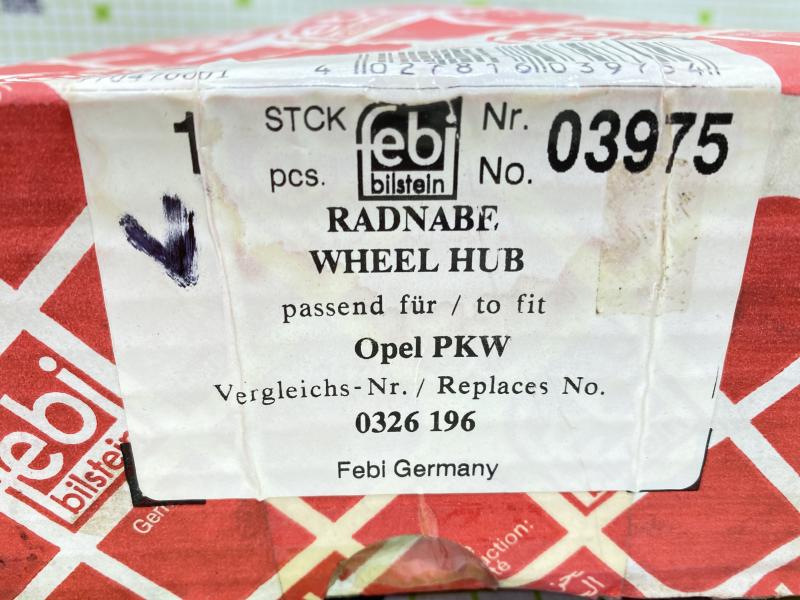 4 027816 039754
1
STCK
pcs.
febi
bilstein
Nr.
No.
03975
RADNABE
WHEEL HUB
passend für / to fit
Opel PKW
Vergleichs-Nr. / Replaces No.
0326 196
Febi Germany
febi
bilstein